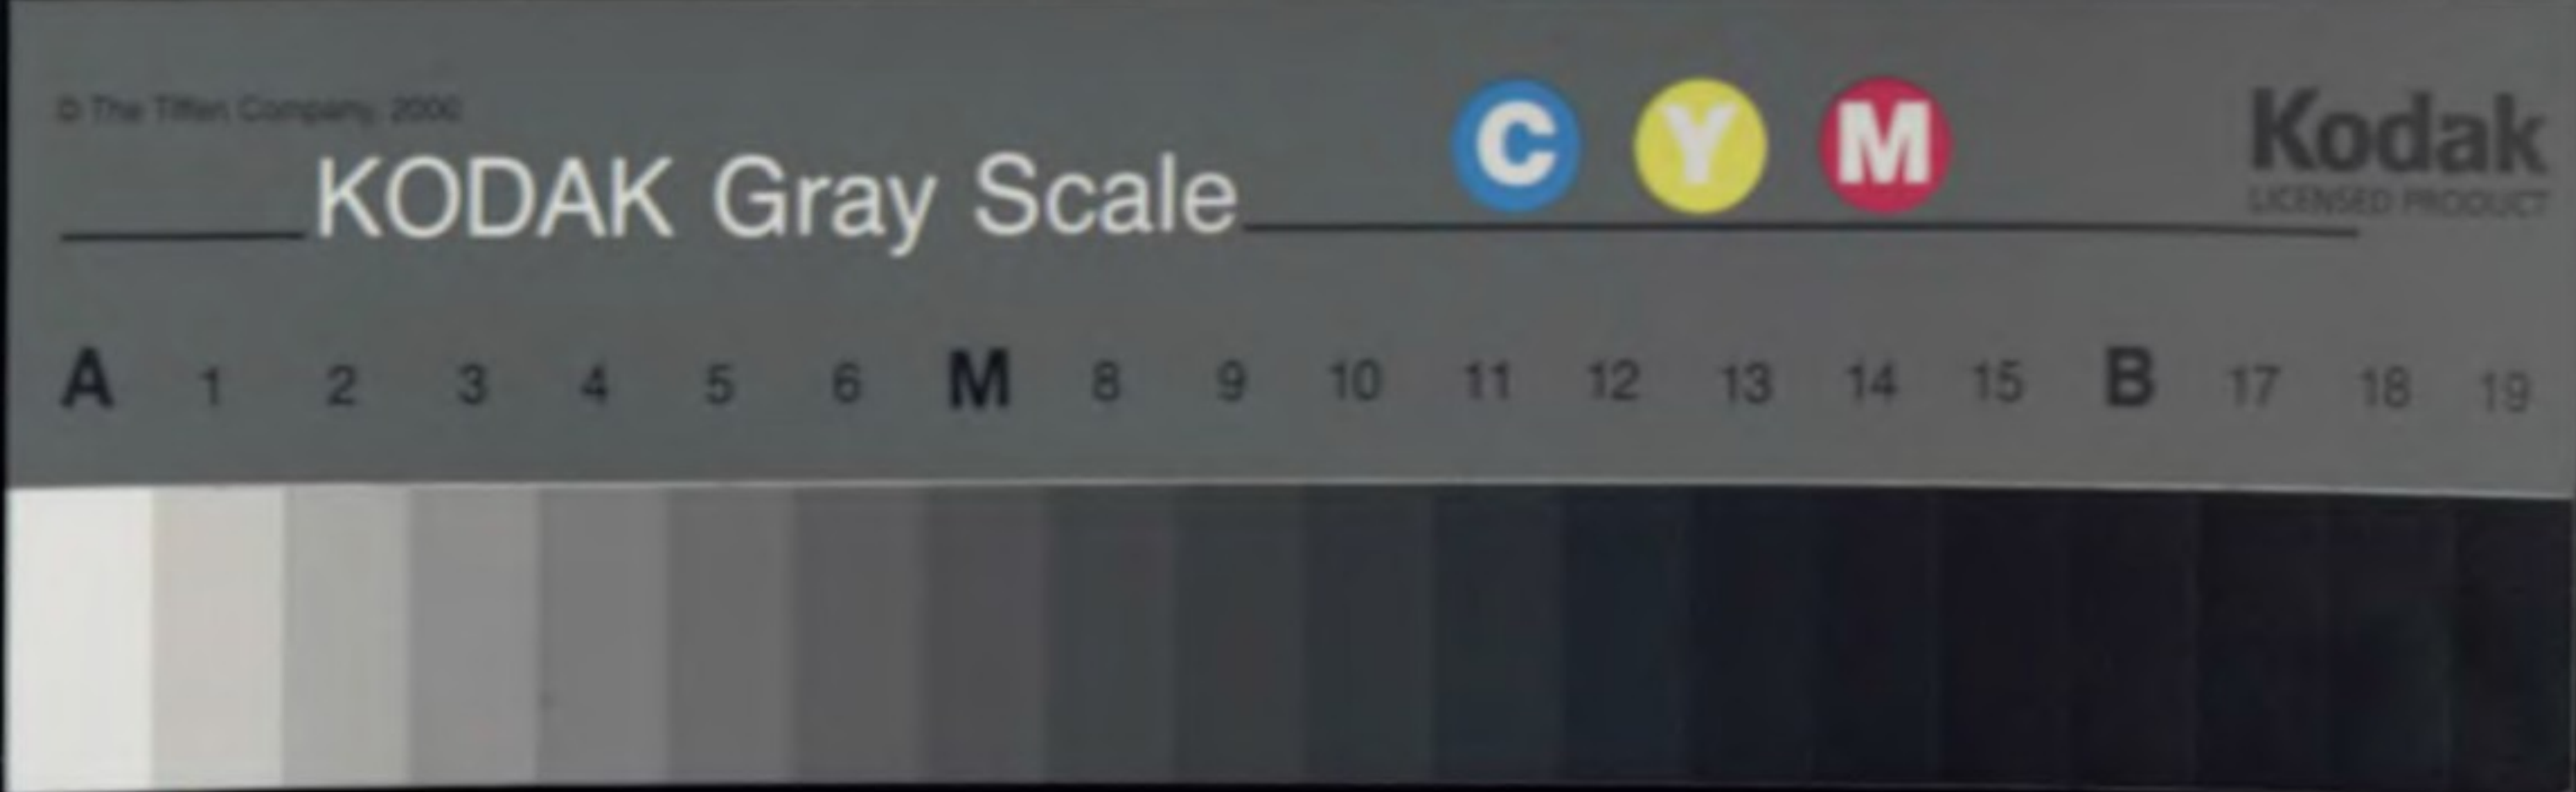 © The Tiffen Company, 2000
KODAK Gray Scale
C Y M
Kodak
LICENSED PRODUCT
A 1 2 3 4 5 6 M 8 9 10 11 12 13 14 15 B 17 18 19